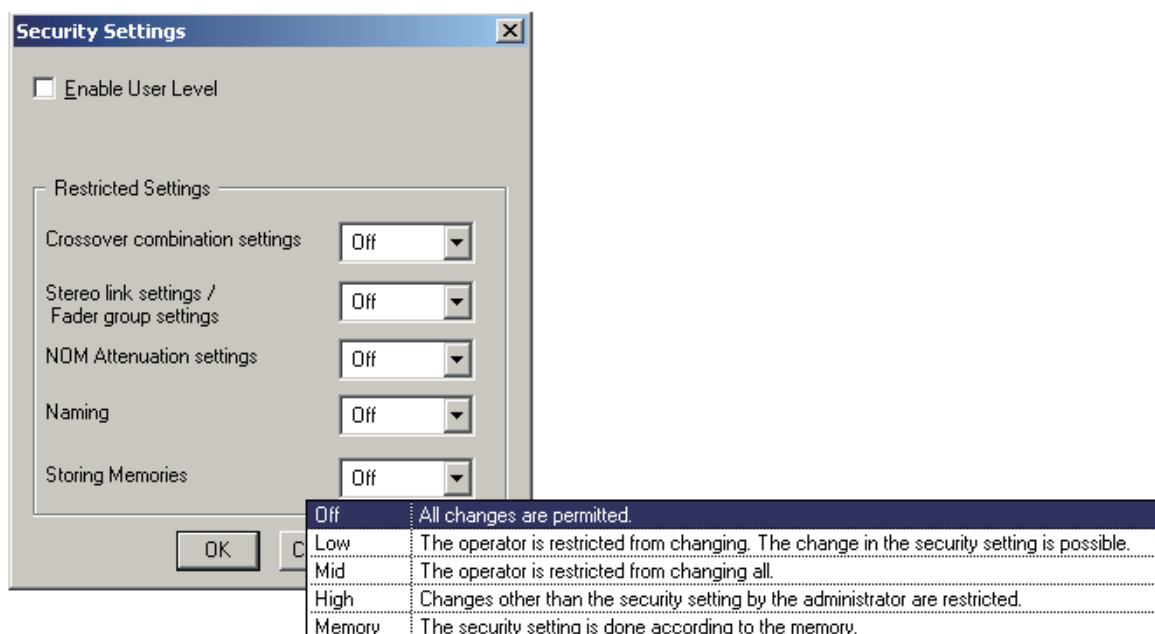 Security Settings
Enable User Level
Restricted Settings
Crossover combination settings Off
Stereo link settings / Off
Fader group settings
NOM Attenuation settings Off
Naming Off
Storing Memories Off
OK C
Off All changes are permitted.
Low The operator is restricted from changing. The change in the security setting is possible.
Mid The operator is restricted from changing all.
High Changes other than the security setting by the administrator are restricted.
Memory The security setting is done according to the memory.